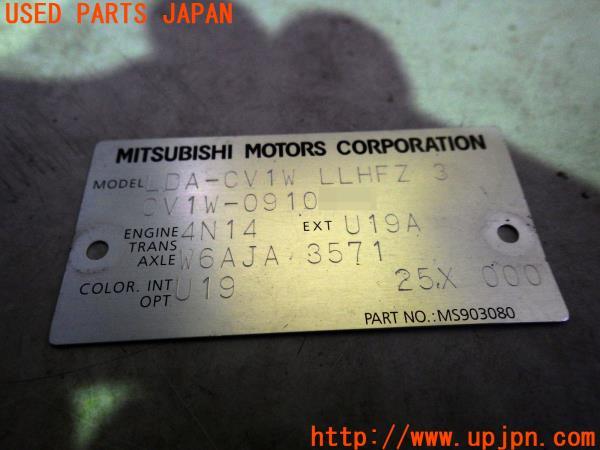 USED PARTS JAPAN
MITSUBISHI MOTORS CORPORATION
MODEL LDA-CV1W LLHFZ 3
CV1W-0910
ENGINE 4N14 EXT U19A
TRANS
AXLE W6AJA 3571
COLOR. INT U19 25X 000
OPT
PART NO.: MS903080
http://www.upjpn.com/